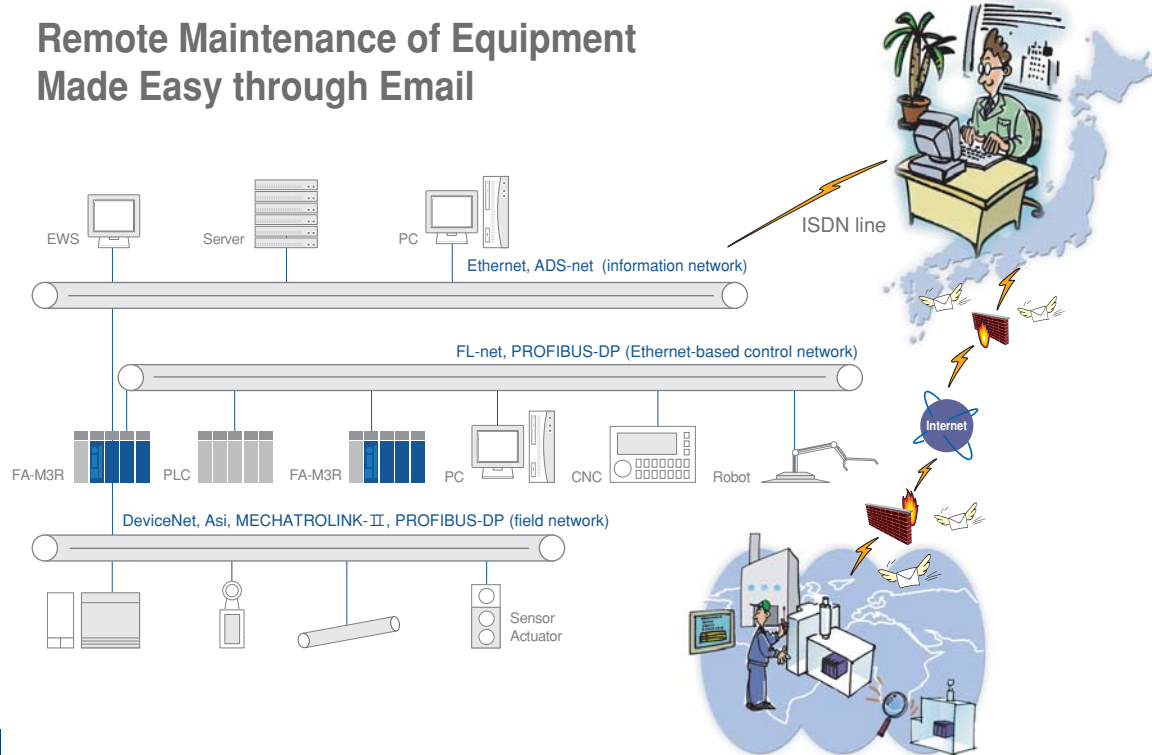 Remote Maintenance of Equipment
Made Easy through Email
ISDN line
EWS
Server
PC
Ethernet, ADS-net (information network)
FL-net, PROFIBUS-DP (Ethernet-based control network)
Internet
FA-M3R
PLC
FA-M3R
PC
CNC
Robot
DeviceNet, Asi, MECHATROLINK-Ⅱ, PROFIBUS-DP (field network)
Sensor
Actuator